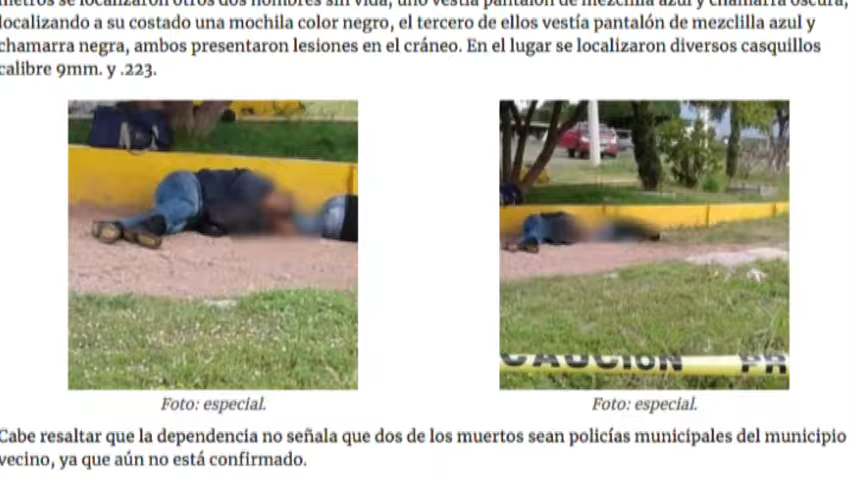 metros se localizaron otros dos hombres sin vida, uno vestía pantalón de mezclilla azul y chamarra oscura,
localizando a su costado una mochila color negro, el tercero de ellos vestía pantalón de mezclilla azul y
chamarra negra, ambos presentaron lesiones en el cráneo. En el lugar se localizaron diversos casquillos
calibre 9mm. y .223.
CAUCIÓN PR
Foto: especial.
Foto: especial.
Cabe resaltar que la dependencia no señala que dos de los muertos sean policías municipales del municipio
vecino, ya que aún no está confirmado.